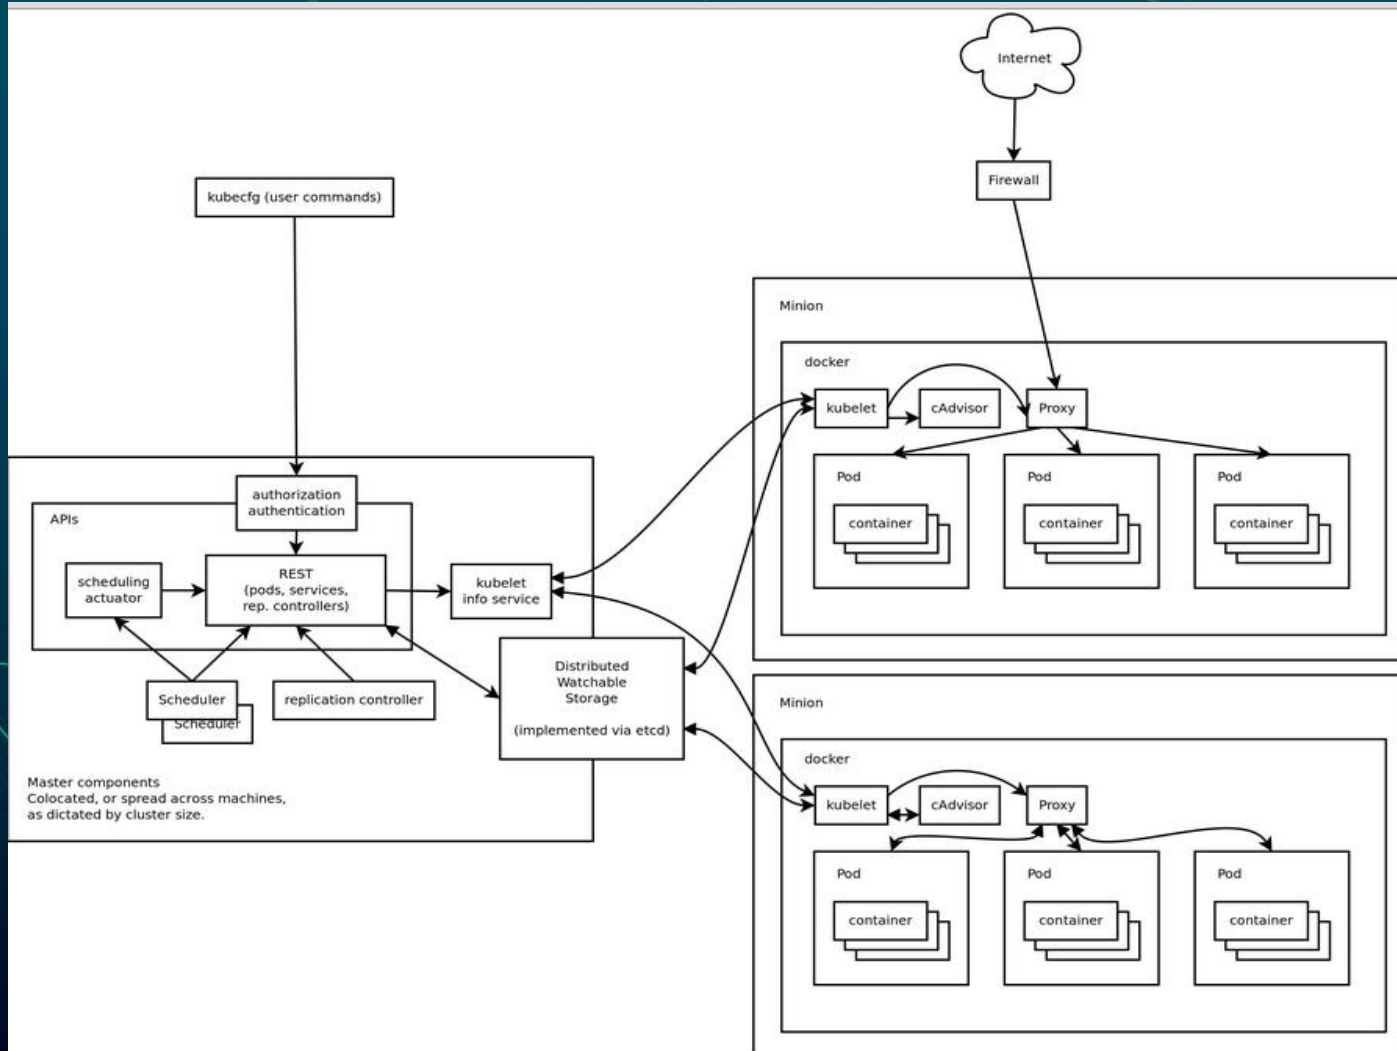 Internet
Firewall
kubecfg (user commands)
Minion
docker
kubelet
cAdvisor
Proxy
Pod
container
Pod
container
Pod
container
authorization
authentication
APIs
scheduling
actuator
REST
(pods, services,
rep. controllers)
kubelet
info service
Scheduler
Scheduler
replication controller
Distributed
Watchable
Storage
(implemented via etcd)
Master components
Colocated, or spread across machines,
as dictated by cluster size.
Minion
docker
kubelet
cAdvisor
Proxy
Pod
container
Pod
container
Pod
container